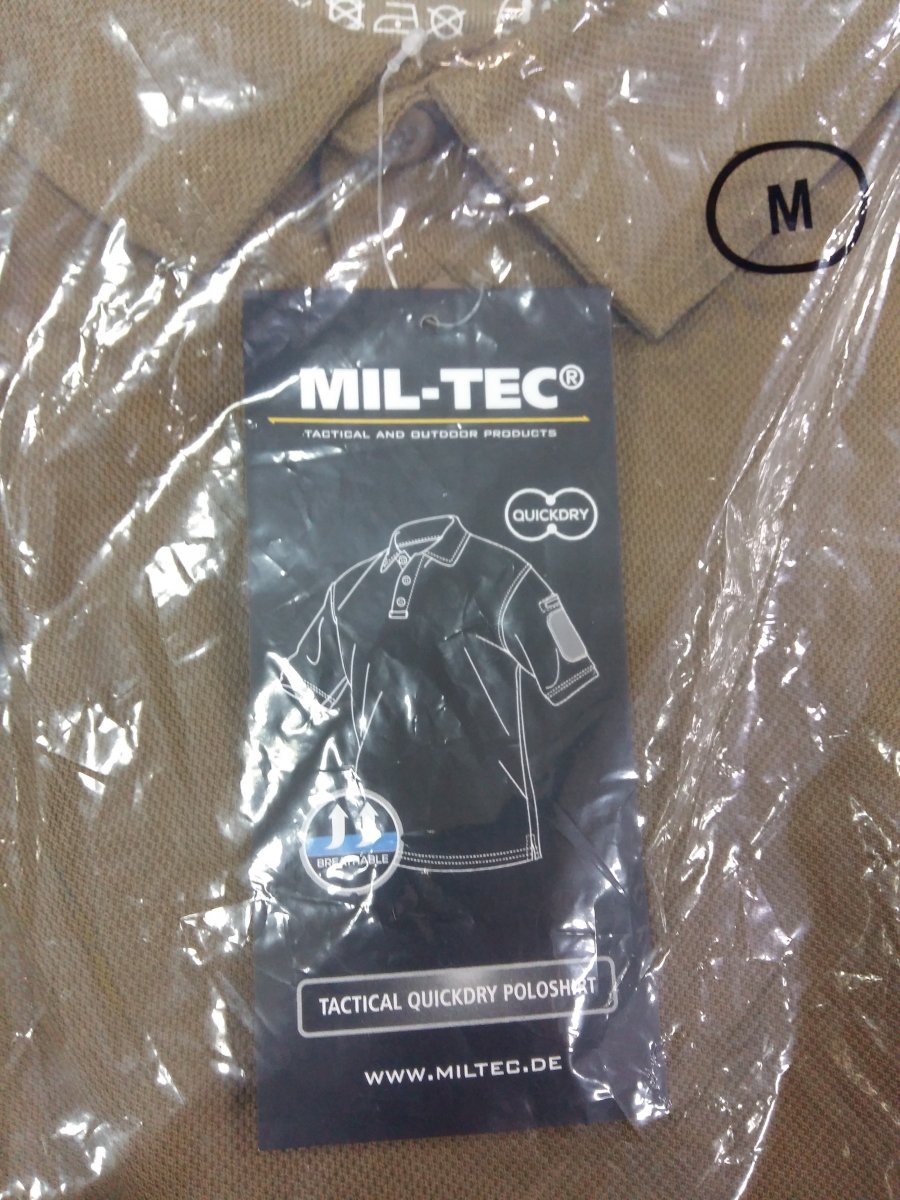 M
MIL-TEC®
TACTICAL AND OUTDOOR PRODUCTS
QUICKDRY
BREATHABLE
TACTICAL QUICKDRY POLOSHIRT
WWW.MILTEC.DE